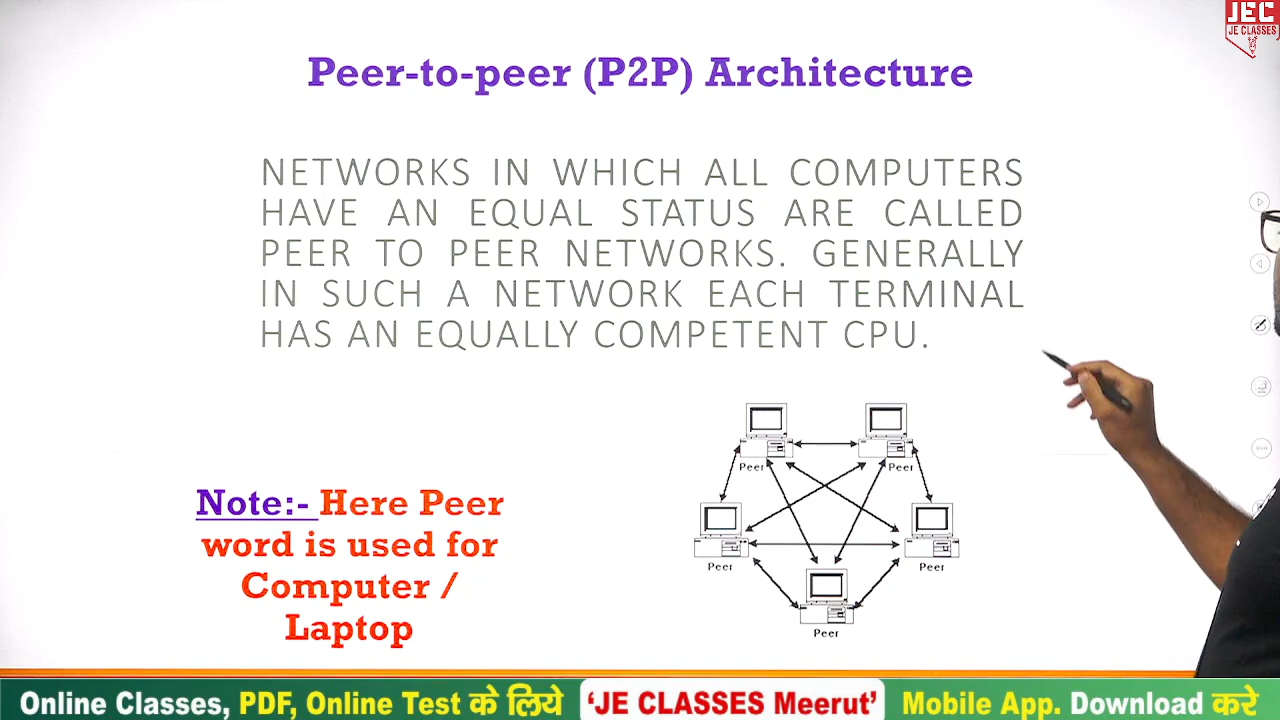 JEC
JE CLASSES
Peer-to-peer (P2P) Architecture
NETWORKS IN WHICH ALL COMPUTERS
HAVE AN EQUAL STATUS ARE CALLED
PEER TO PEER NETWORKS. GENERALLY
IN SUCH A NETWORK EACH TERMINAL
HAS AN EQUALLY COMPETENT CPU.
Note:- Here Peer
word is used for
Computer /
Laptop
Peer
Peer
Peer
Peer
Peer
Online Classes, PDF, Online Test के लिये 'JE CLASSES Meerut' Mobile App. Download करे